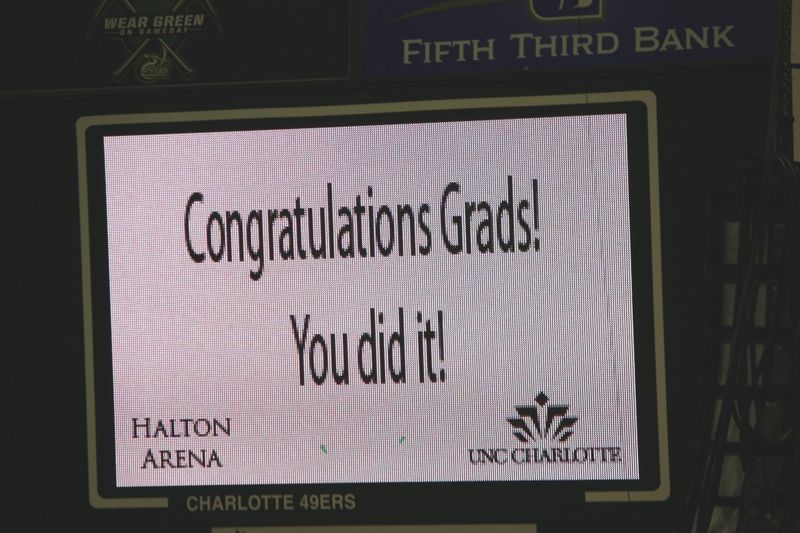 WEAR GREEN
ON GAMEDAY
FIFTH THIRD BANK
Congratulations Grads!
You did it!
HALTON
ARENA
UNC CHARLOTTE
CHARLOTTE 49ERS